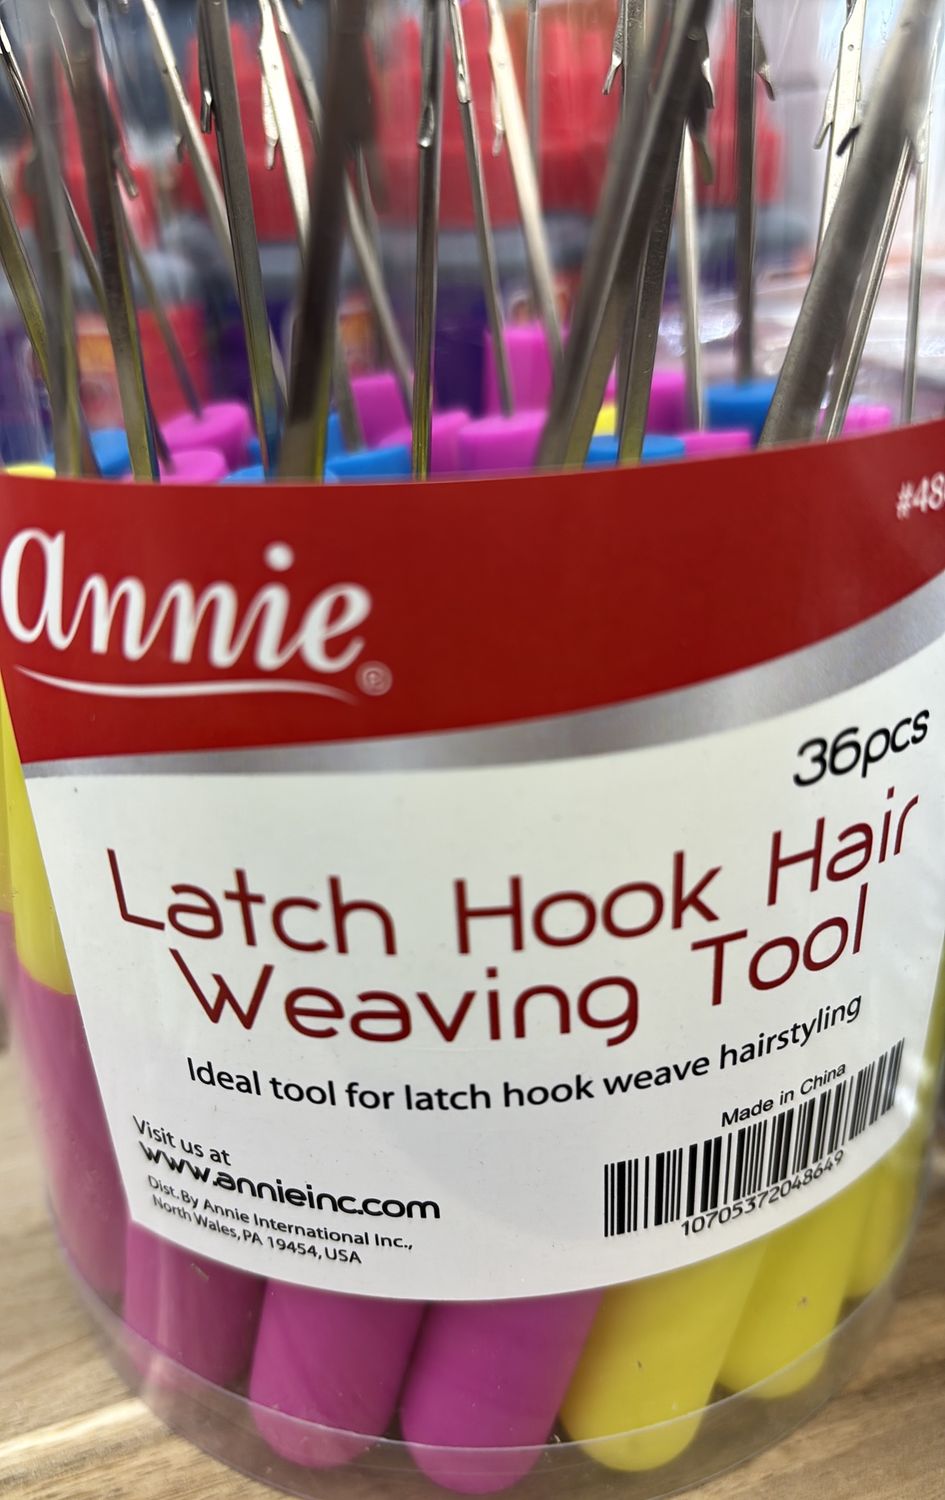 annie®
#48
36pcs
Latch Hook Hair
Weaving Tool
Ideal tool for latch hook weave hairstyling
Made in China
Visit us at
www.annieinc.com
Dist.By Annie International Inc.,
North Wales,PA 19454,USA
10705372048649